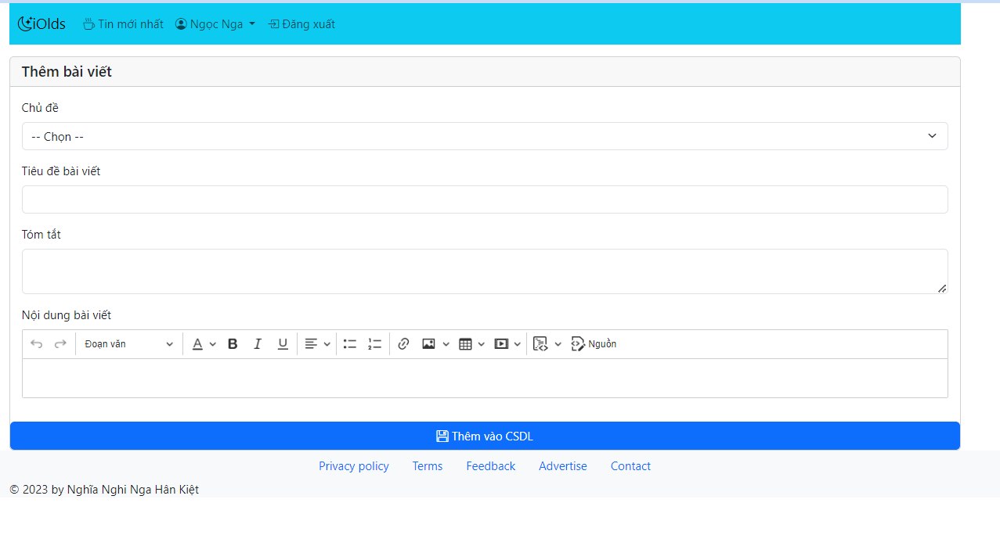 iOlds Tin mới nhất Ngọc Nga Đăng xuất
Thêm bài viết
Chủ đề
-- Chọn --
Tiêu đề bài viết
Tóm tắt
Nội dung bài viết
Đoạn văn A B I U Nguồn
Thêm vào CSDL
Privacy policy Terms Feedback Advertise Contact
© 2023 by Nghĩa Nghi Nga Hân Kiệt